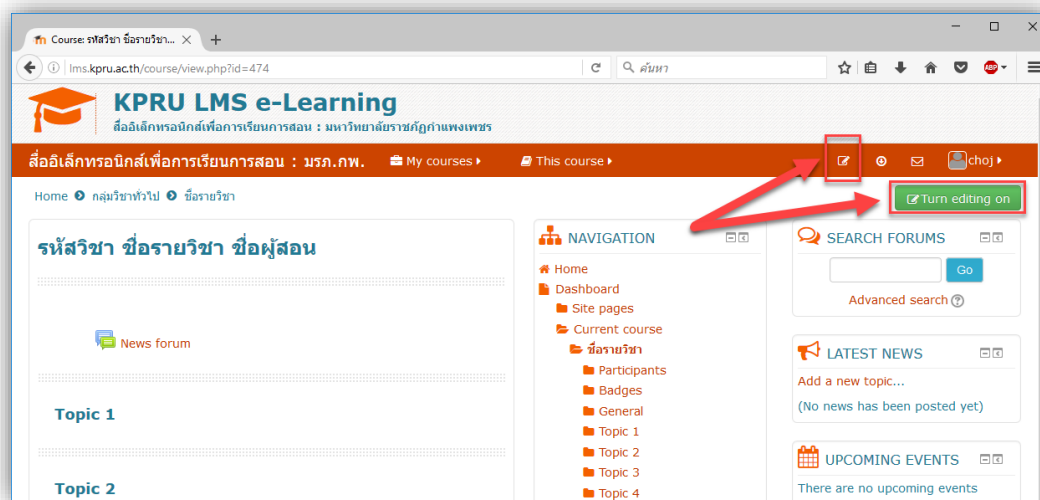 Course: รหัสวิชา ชื่อรายวิชา...
lms.kpru.ac.th/course/view.php?id=474
ค้นหา
ABP
KPRU LMS e-Learning
สื่ออิเล็กทรอนิกส์เพื่อการเรียนการสอน : มหาวิทยาลัยราชภัฏกำแพงเพชร
สื่ออิเล็กทรอนิกส์เพื่อการเรียนการสอน : มรภ.กพ. My courses This course choj
Home กลุ่มวิชาทั่วไป ชื่อรายวิชา
Turn editing on
รหัสวิชา ชื่อรายวิชา ชื่อผู้สอน
News forum
Topic 1
Topic 2
NAVIGATION
Home
Dashboard
Site pages
Current course
ชื่อรายวิชา
Participants
Badges
General
Topic 1
Topic 2
Topic 3
Topic 4
SEARCH FORUMS
Go
Advanced search
LATEST NEWS
Add a new topic...
(No news has been posted yet)
UPCOMING EVENTS
There are no upcoming events